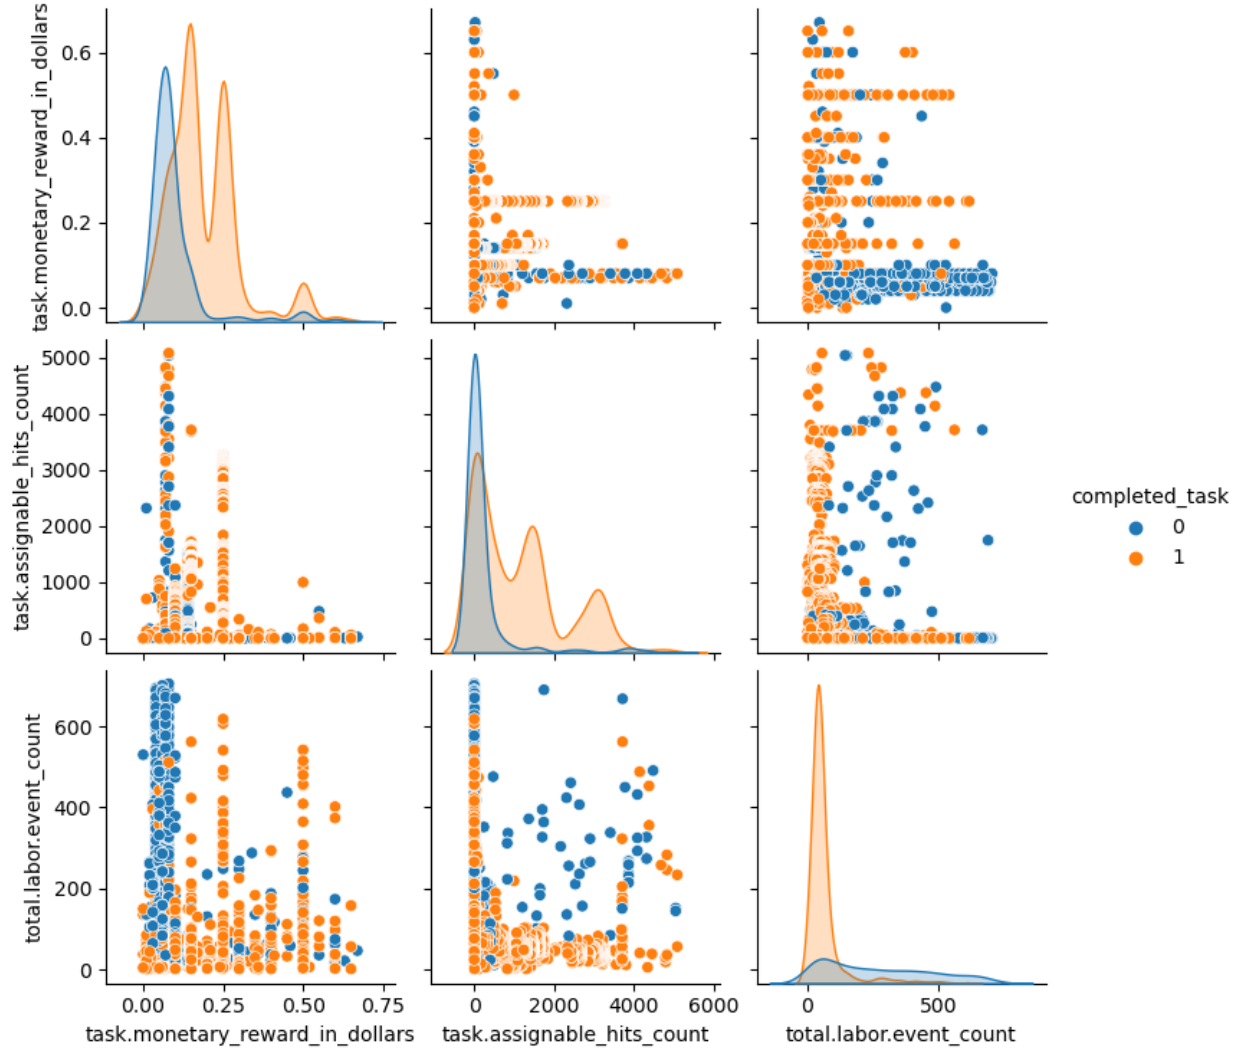 task.monetary_reward_in_dollars
0.6
0.4
0.2
0.0
task.assignable_hits_count
5000
4000
3000
2000
1000
0
completed_task
0
1
total.labor.event_count
600
400
200
0
0.00 0.25 0.50 0.75
0 2000 4000 6000
0 500
task.monetary_reward_in_dollars
task.assignable_hits_count
total.labor.event_count